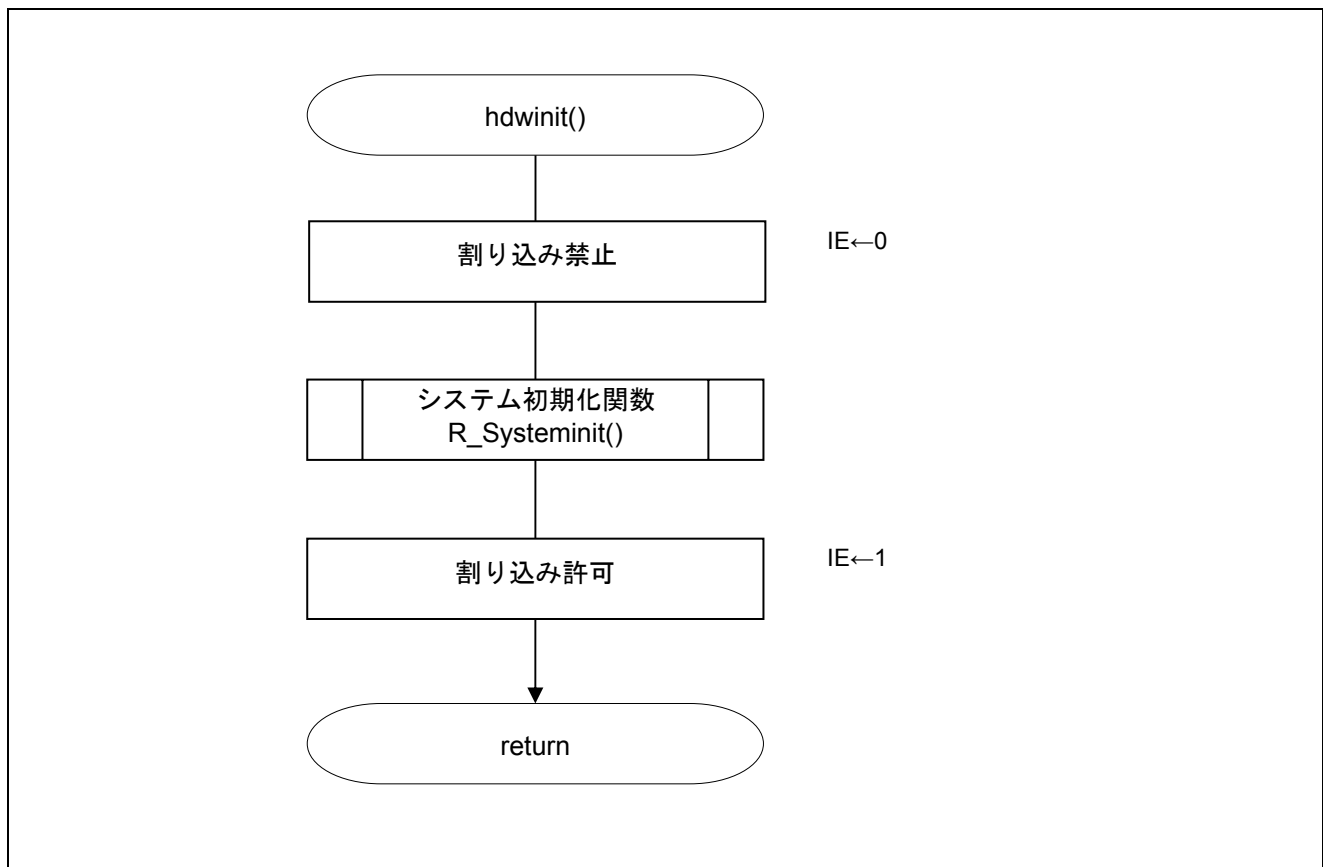 hdwinit()
割り込み禁止
IE←0
システム初期化関数
R_Systeminit()
割り込み許可
IE←1
return